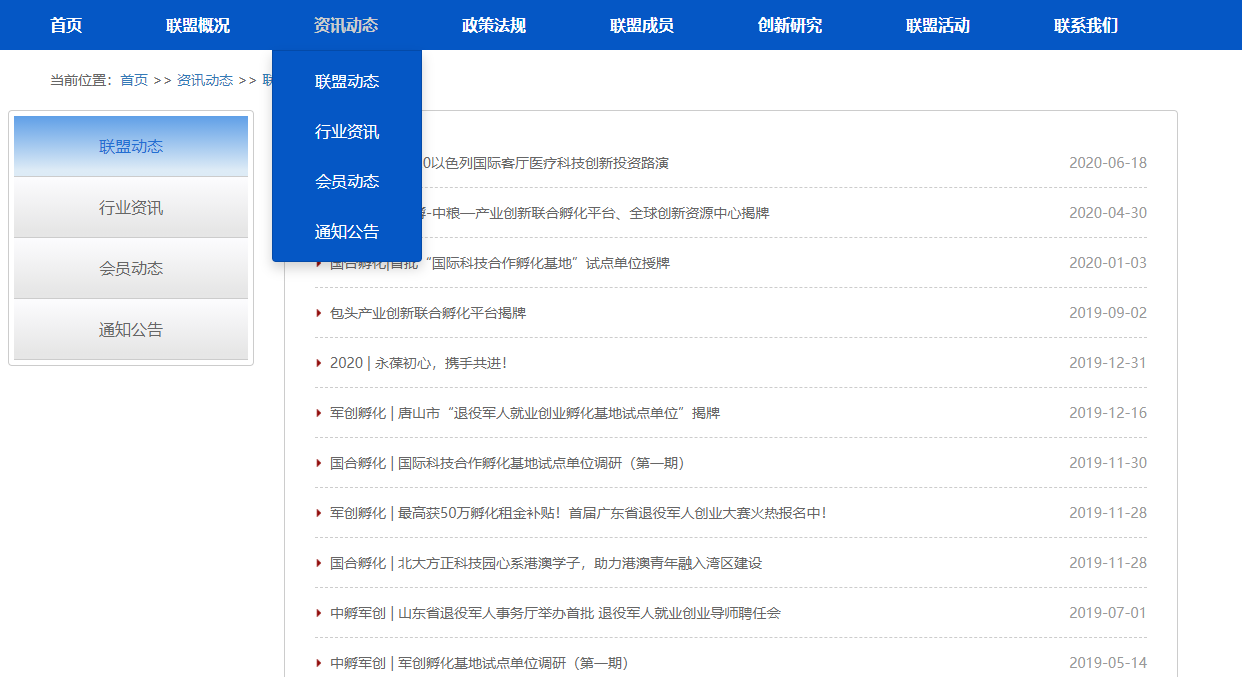 首页 联盟概况 资讯动态 政策法规 联盟成员 创新研究 联盟活动 联系我们
联盟动态
行业资讯
会员动态
通知公告
当前位置：首页 >> 资讯动态 >>
联盟动态
行业资讯
会员动态
通知公告
0以色列国际客厅医疗科技创新投资路演 2020-06-18
-中粮—产业创新联合孵化平台、全球创新资源中心揭牌 2020-04-30
国合孵化|首批“国际科技合作孵化基地”试点单位授牌 2020-01-03
包头产业创新联合孵化平台揭牌 2019-09-02
2020 | 永葆初心，携手共进！ 2019-12-31
军创孵化 | 唐山市“退役军人就业创业孵化基地试点单位”揭牌 2019-12-16
国合孵化 | 国际科技合作孵化基地试点单位调研（第一期） 2019-11-30
军创孵化 | 最高获50万孵化租金补贴！首届广东省退役军人创业大赛火热报名中！ 2019-11-28
国合孵化 | 北大方正科技园心系港澳学子，助力港澳青年融入湾区建设 2019-11-28
中孵军创 | 山东省退役军人事务厅举办首批 退役军人就业创业导师聘任会 2019-07-01
中孵军创 | 军创孵化基地试点单位调研（第一期） 2019-05-14